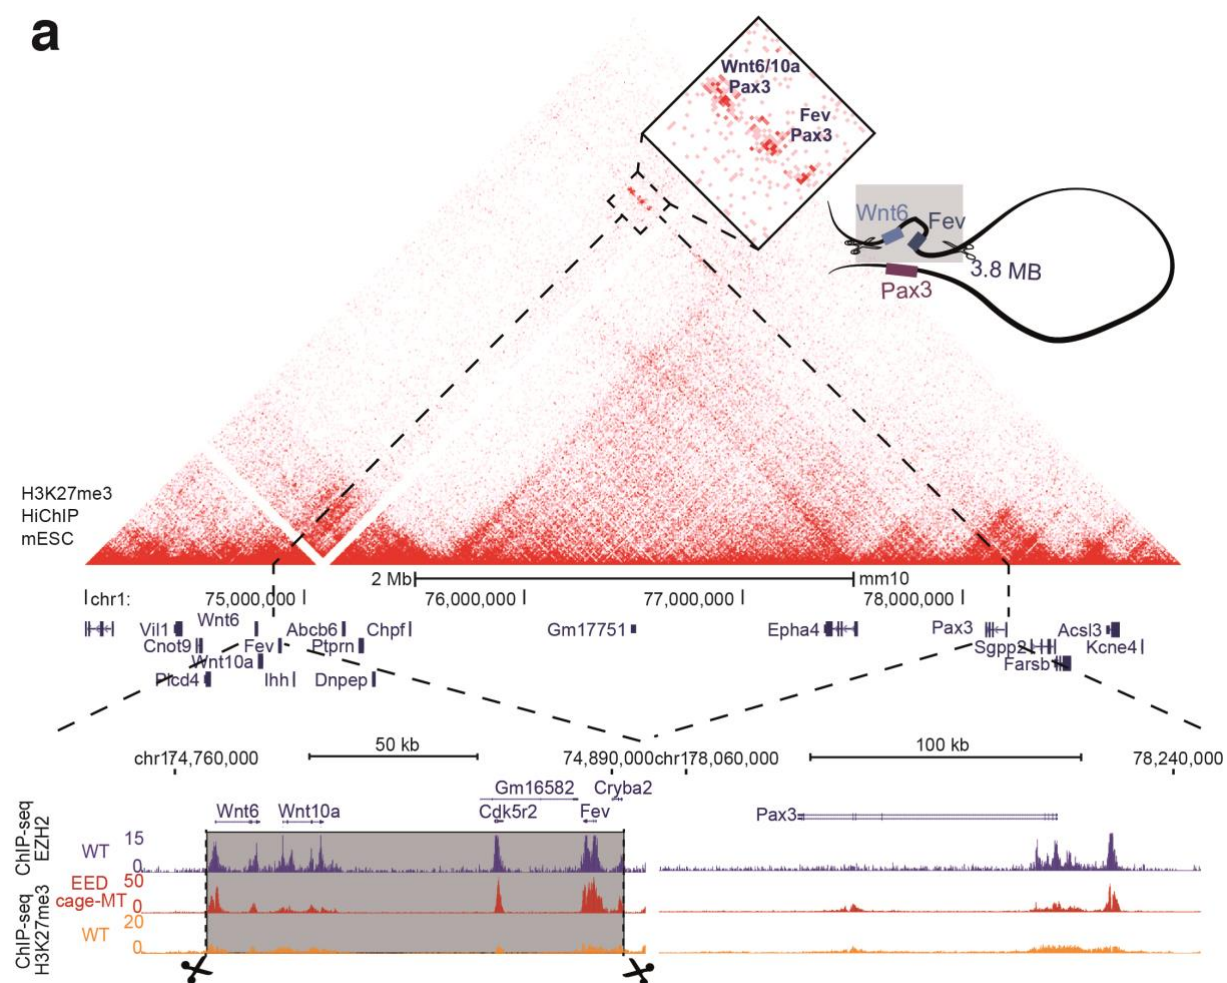 a
Wnt6/10a
Pax3
Fev
Pax3
Wnt6
Fev
3.8 MB
Pax3
H3K27me3
HiChIP
mESC
2 Mb mm10
chr1: 75,000,000 76,000,000 77,000,000 78,000,000
Vil1 Wnt6 Abcb6 Chpf Gm17751 Epha4 Pax3 Acsl3
Cnot9 Fev Ptprn Sgpp2 Kcne4
Wnt10a Farsb
Plcd4 Ihh Dnpep
50 kb 100 kb
chr174,760,000 74,890,000 chr178,060,000 78,240,000
Gm16582 Cryba2
Wnt6 Wnt10a Cdk5r2 Fev Pax3
ChIP-seq
EZH2
WT 15 0
ChIP-seq
H3K27me3
EED
cage-MT 50 0
WT 20 0